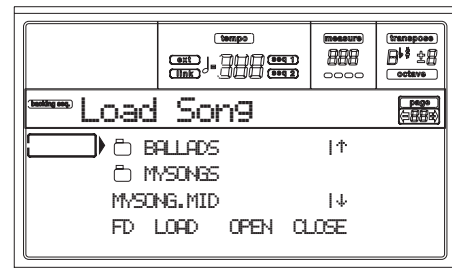 tempo
measure
transpose
ext
link
seq 1
seq 2
octave
backing seq.
Load Song
page
BALLADS
MYSONGS
MYSONG.MID
FD LOAD OPEN CLOSE